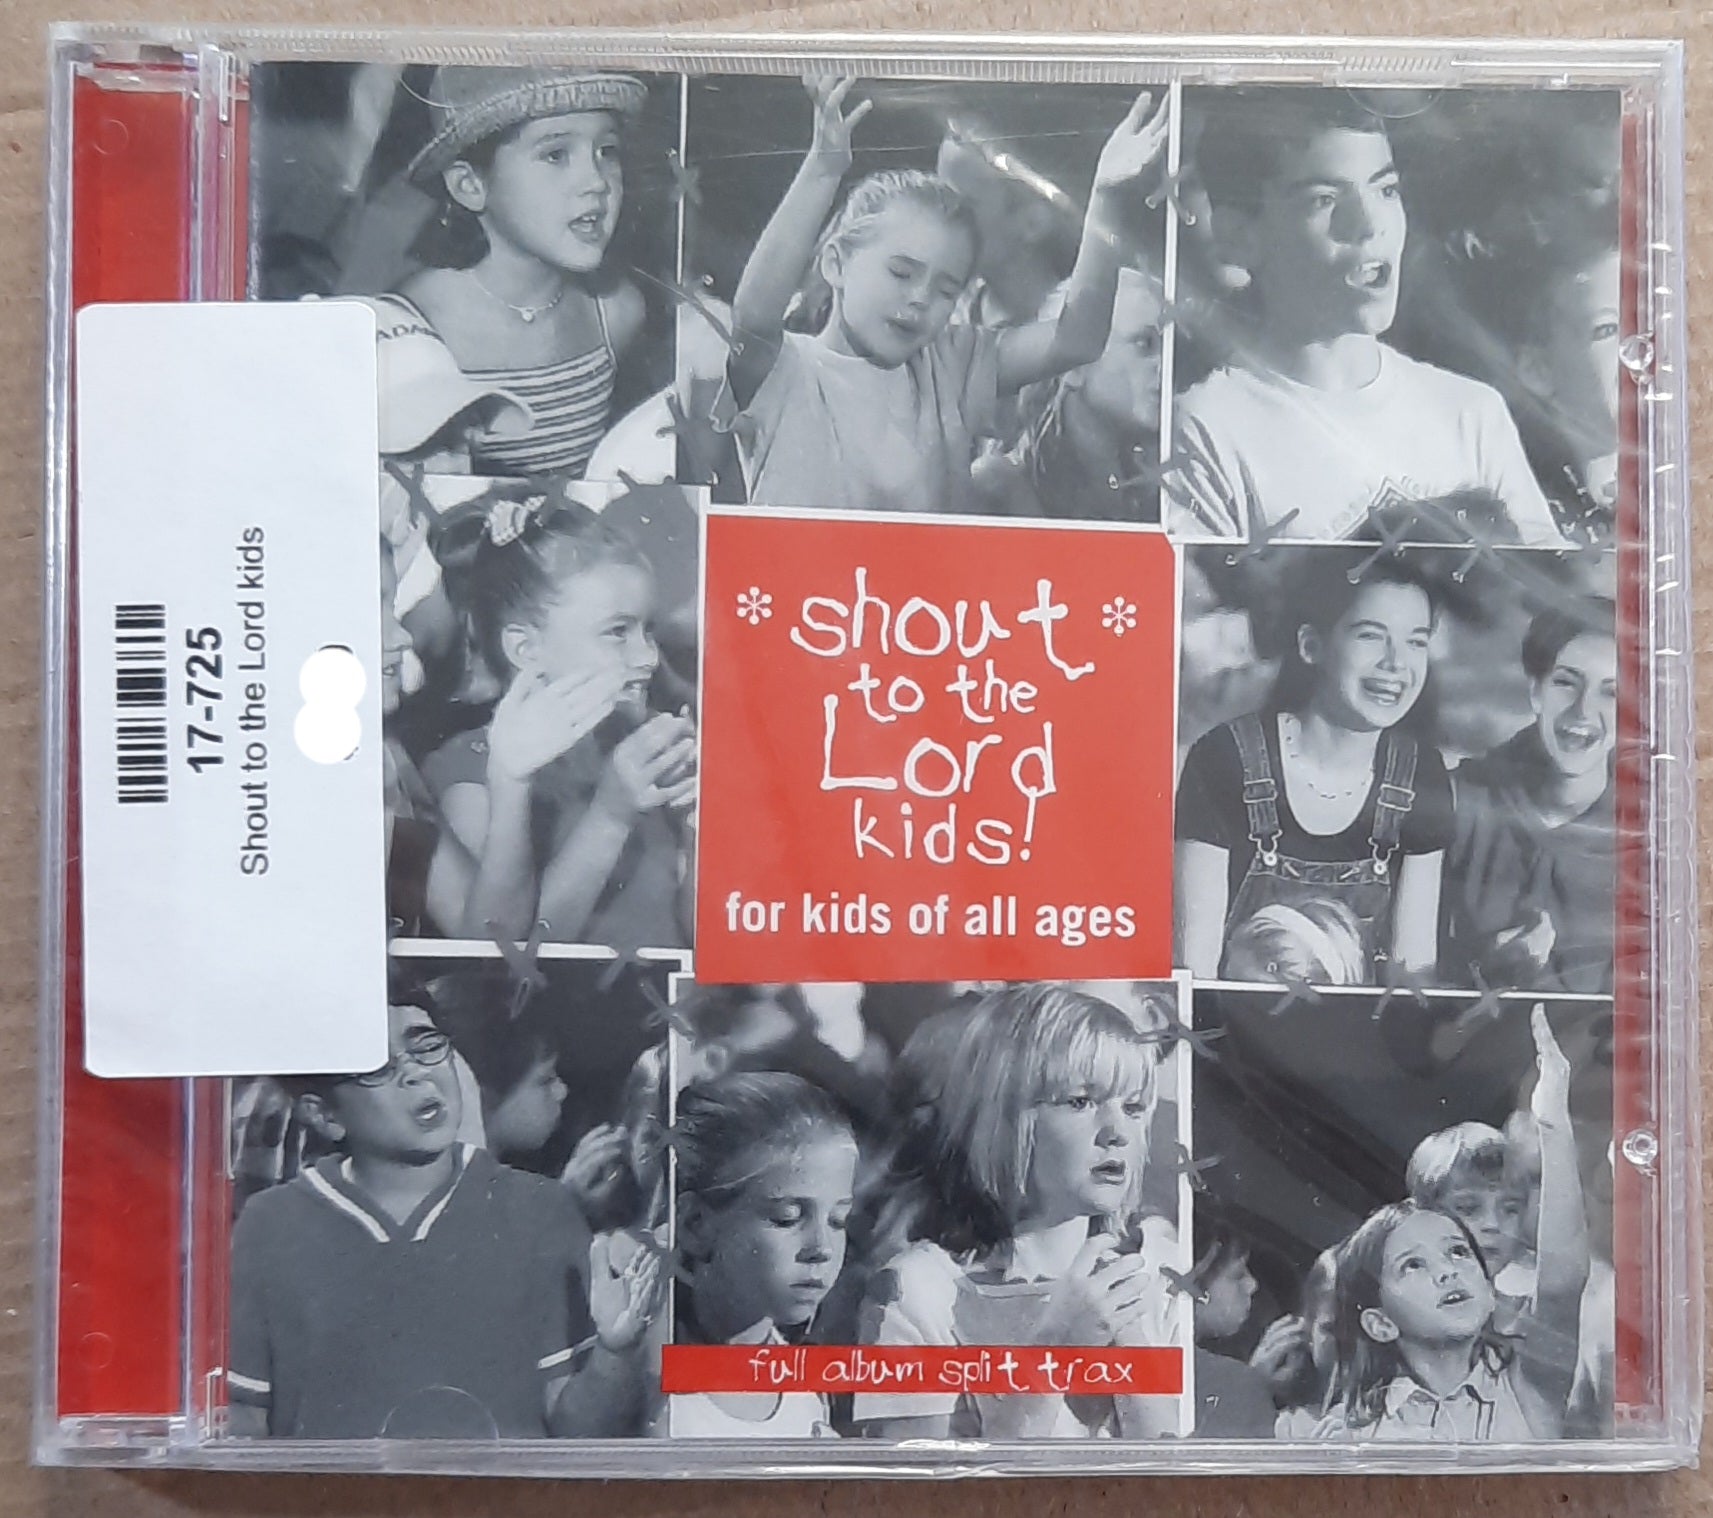 17-725
Shout to the Lord kids
*shout*
to the
Lord
kids!
for kids of all ages
full album split trax